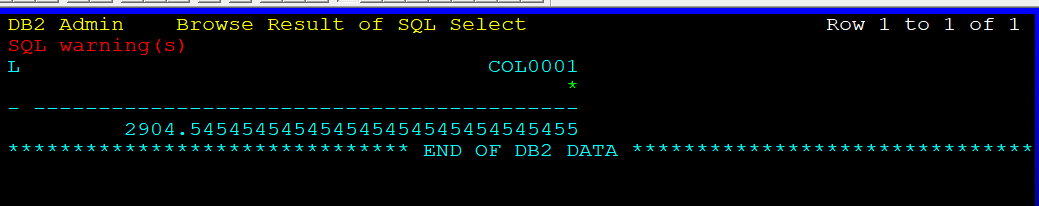 DB2 Admin    Browse Result of SQL Select                       Row 1 to 1 of 1
SQL warning(s)
L                                    COL0001
*
- ------------------------------------------
2904.545454545454545454545454545455
******************************* END OF DB2 DATA *******************************